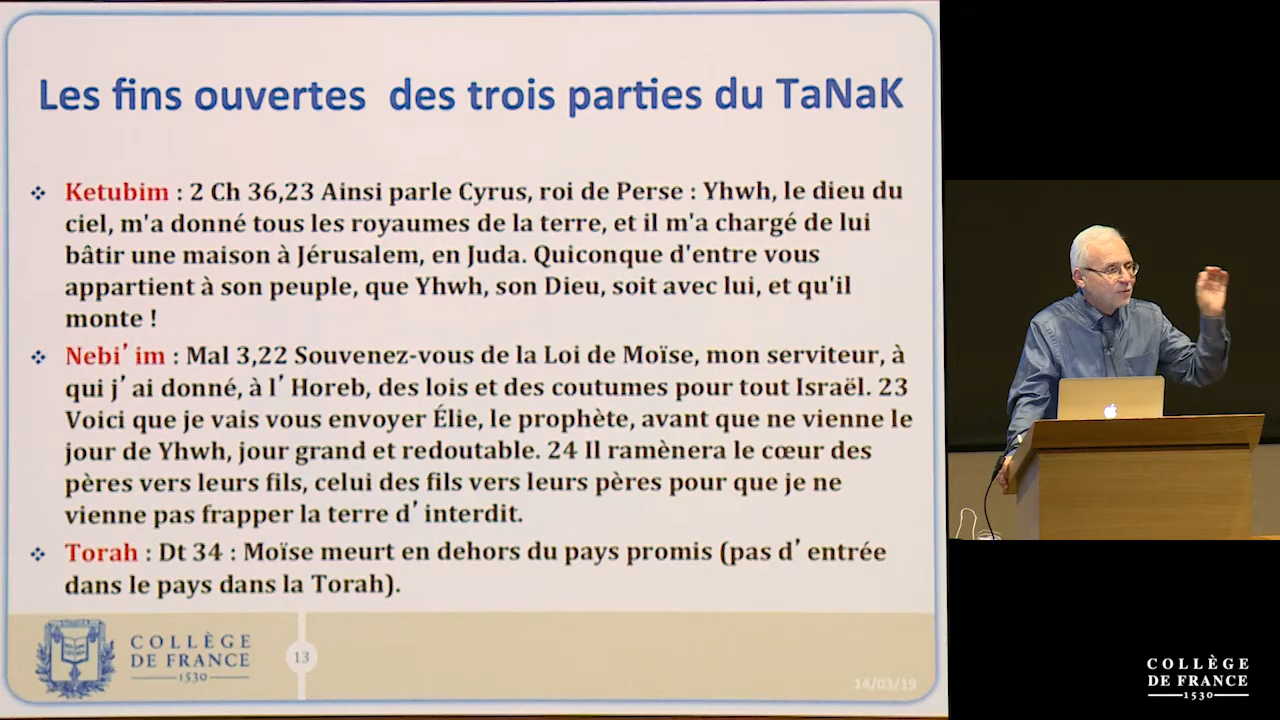 Les fins ouvertes des trois parties du TaNaK
Ketubim : 2 Ch 36,23 Ainsi parle Cyrus, roi de Perse : Yhwh, le dieu du
ciel, m'a donné tous les royaumes de la terre, et il m'a chargé de lui
bâtir une maison à Jérusalem, en Juda. Quiconque d'entre vous
appartient à son peuple, que Yhwh, son Dieu, soit avec lui, et qu'il
monte !
Nebi’im : Mal 3,22 Souvenez-vous de la Loi de Moïse, mon serviteur, à
qui j’ai donné, à l’Horeb, des lois et des coutumes pour tout Israël. 23
Voici que je vais vous envoyer Élie, le prophète, avant que ne vienne le
jour de Yhwh, jour grand et redoutable. 24 Il ramènera le cœur des
pères vers leurs fils, celui des fils vers leurs pères pour que je ne
vienne pas frapper la terre d’interdit.
Torah : Dt 34 : Moïse meurt en dehors du pays promis (pas d’entrée
dans le pays dans la Torah).
COLLÈGE
DE FRANCE
1530
13
14/03/19
COLLÈGE
DE FRANCE
1530